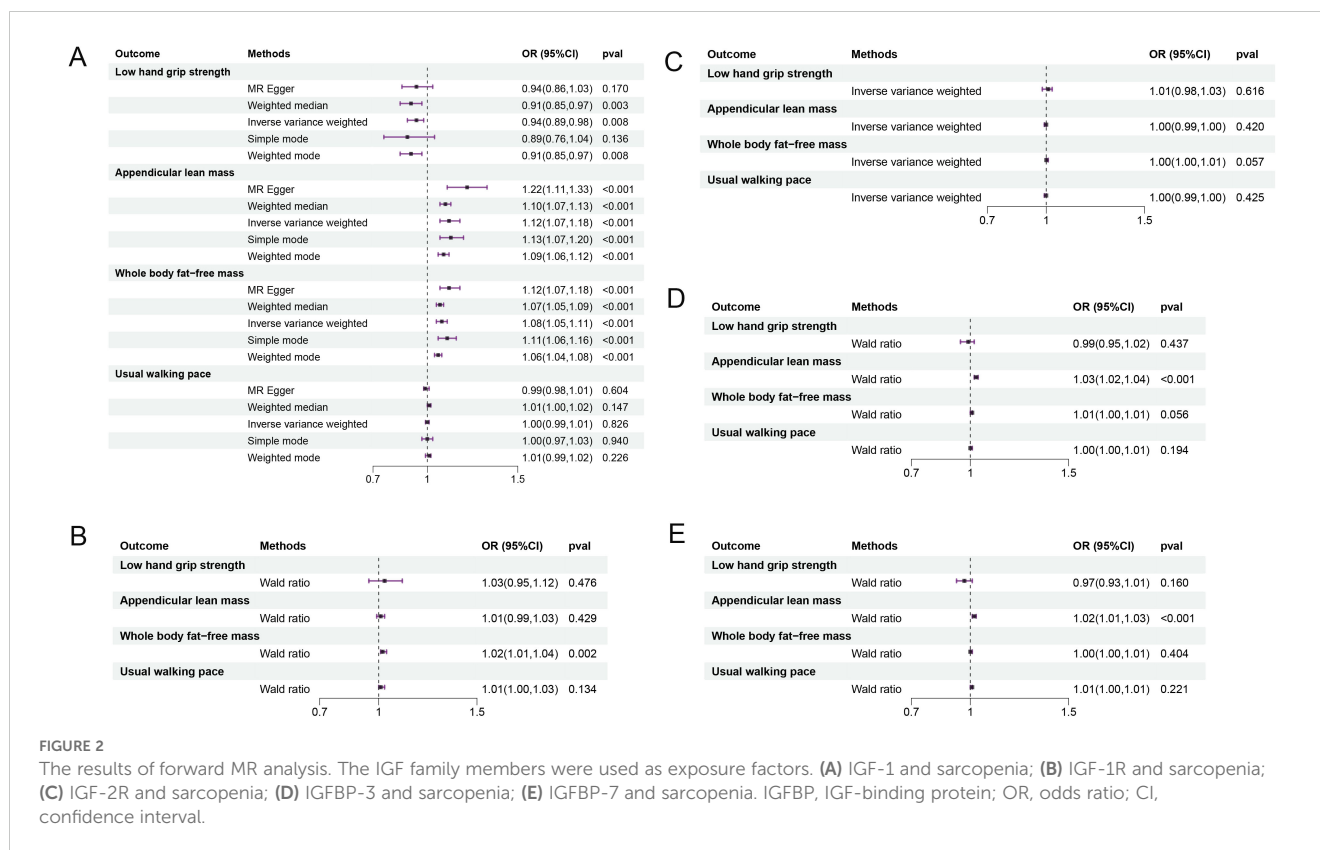 A
Outcome Methods OR (95%CI) pval
Low hand grip strength
MR Egger 0.94(0.86,1.03) 0.170
Weighted median 0.91(0.85,0.97) 0.003
Inverse variance weighted 0.94(0.89,0.98) 0.008
Simple mode 0.89(0.76,1.04) 0.136
Weighted mode 0.91(0.85,0.97) 0.008
Appendicular lean mass
MR Egger 1.22(1.11,1.33) <0.001
Weighted median 1.10(1.07,1.13) <0.001
Inverse variance weighted 1.12(1.07,1.18) <0.001
Simple mode 1.13(1.07,1.20) <0.001
Weighted mode 1.09(1.06,1.12) <0.001
Whole body fat−free mass
MR Egger 1.12(1.07,1.18) <0.001
Weighted median 1.07(1.05,1.09) <0.001
Inverse variance weighted 1.08(1.05,1.11) <0.001
Simple mode 1.11(1.06,1.16) <0.001
Weighted mode 1.06(1.04,1.08) <0.001
Usual walking pace
MR Egger 0.99(0.98,1.01) 0.604
Weighted median 1.01(1.00,1.02) 0.147
Inverse variance weighted 1.00(0.99,1.01) 0.826
Simple mode 1.00(0.97,1.03) 0.940
Weighted mode 1.01(0.99,1.02) 0.226
0.7 1 1.5
B
Outcome Methods OR (95%CI) pval
Low hand grip strength
Wald ratio 1.03(0.95,1.12) 0.476
Appendicular lean mass
Wald ratio 1.01(0.99,1.03) 0.429
Whole body fat−free mass
Wald ratio 1.02(1.01,1.04) 0.002
Usual walking pace
Wald ratio 1.01(1.00,1.03) 0.134
0.7 1 1.5
C
Outcome Methods OR (95%CI) pval
Low hand grip strength
Inverse variance weighted 1.01(0.98,1.03) 0.616
Appendicular lean mass
Inverse variance weighted 1.00(0.99,1.00) 0.420
Whole body fat−free mass
Inverse variance weighted 1.00(1.00,1.01) 0.057
Usual walking pace
Inverse variance weighted 1.00(0.99,1.00) 0.425
0.7 1 1.5
D
Outcome Methods OR (95%CI) pval
Low hand grip strength
Wald ratio 0.99(0.95,1.02) 0.437
Appendicular lean mass
Wald ratio 1.03(1.02,1.04) <0.001
Whole body fat−free mass
Wald ratio 1.01(1.00,1.01) 0.056
Usual walking pace
Wald ratio 1.00(1.00,1.01) 0.194
0.7 1 1.5
E
Outcome Methods OR (95%CI) pval
Low hand grip strength
Wald ratio 0.97(0.93,1.01) 0.160
Appendicular lean mass
Wald ratio 1.02(1.01,1.03) <0.001
Whole body fat−free mass
Wald ratio 1.00(1.00,1.01) 0.404
Usual walking pace
Wald ratio 1.01(1.00,1.01) 0.221
0.7 1 1.5
FIGURE 2
The results of forward MR analysis. The IGF family members were used as exposure factors. (A) IGF-1 and sarcopenia; (B) IGF-1R and sarcopenia;
(C) IGF-2R and sarcopenia; (D) IGFBP-3 and sarcopenia; (E) IGFBP-7 and sarcopenia. IGFBP, IGF-binding protein; OR, odds ratio; CI,
confidence interval.